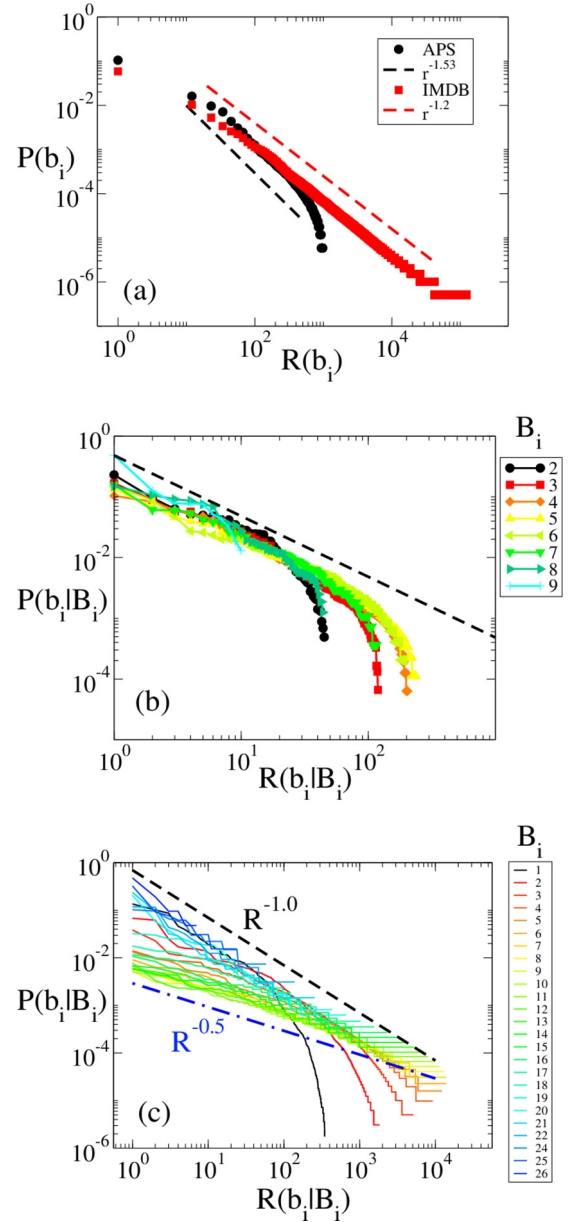 10^0
10^-2
10^-4
10^-6
P(b_i)
APS
r^-1.53
IMDB
r^-1.2
(a)
10^0 10^2 10^4
R(b_i)
10^0
10^-2
10^-4
P(b_i|B_i)
(b)
10^0 10^1 10^2
R(b_i|B_i)
B_i
2
3
4
5
6
7
8
9
10^0
10^-2
10^-4
10^-6
P(b_i|B_i)
R^-1.0
R^-0.5
(c)
10^0 10^1 10^2 10^3 10^4
R(b_i|B_i)
B_i
1
2
3
4
5
6
7
8
9
10
11
12
13
14
15
16
17
18
19
20
21
22
24
25
26